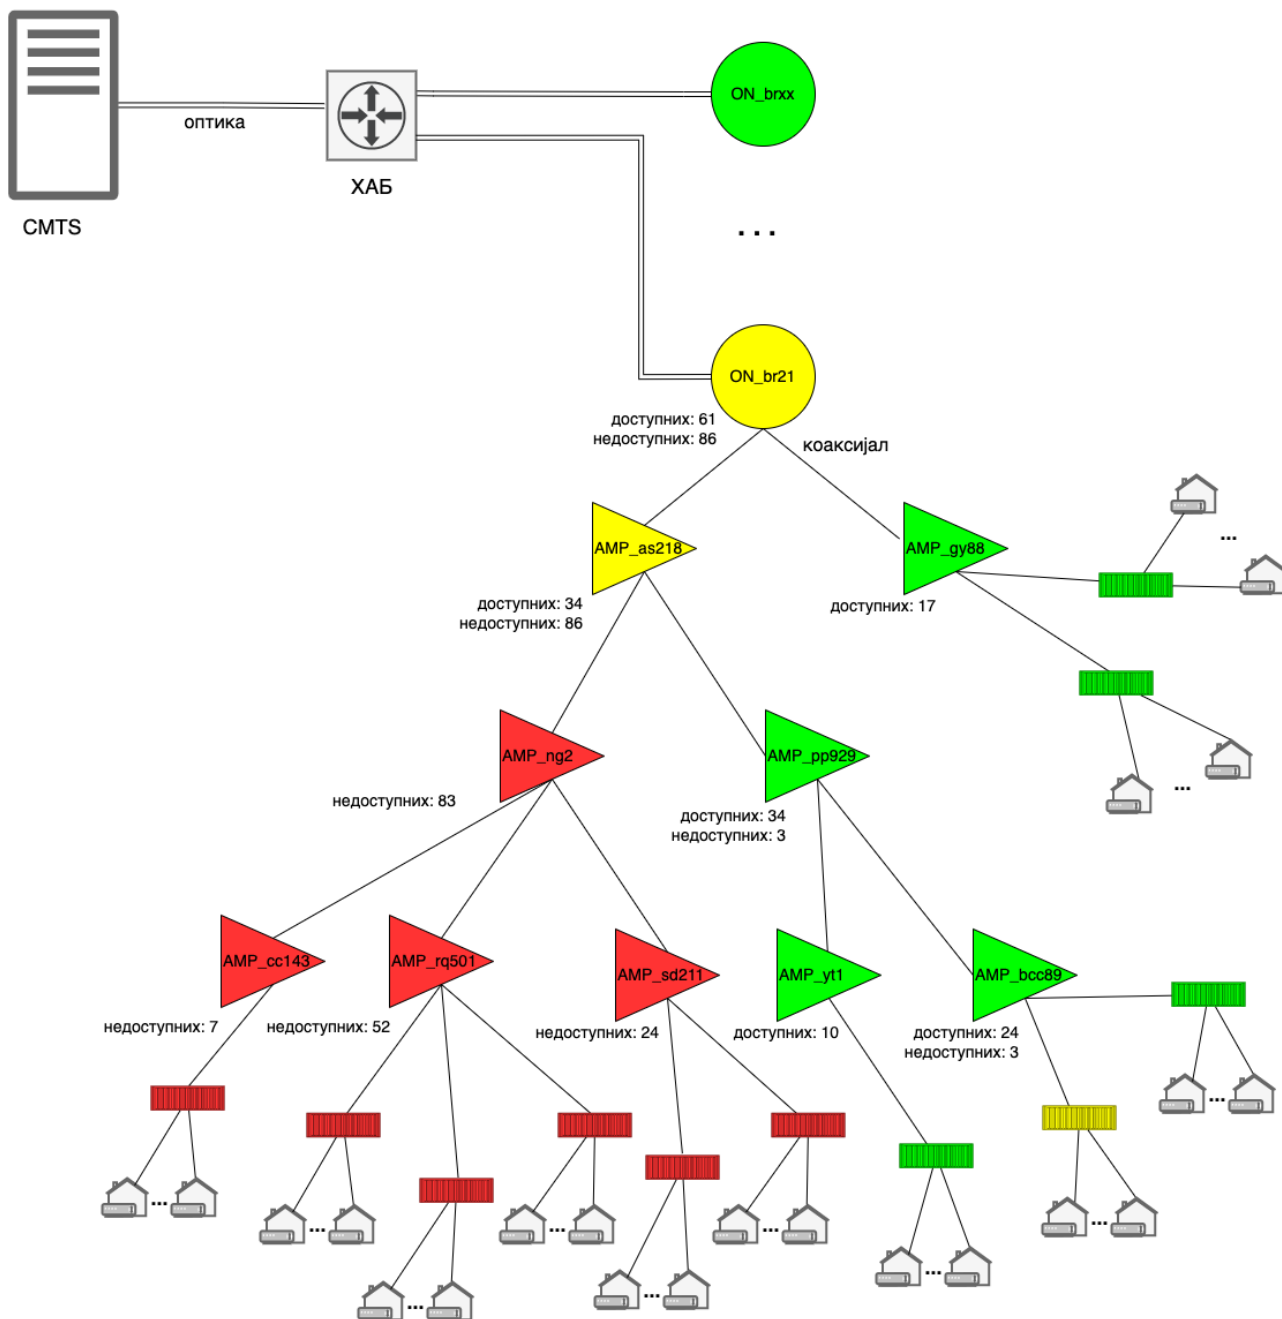 ON_brxx
оптика
ХАБ
CMTS
...
ON_br21
доступних: 61
недоступних: 86
коаксијал
AMP_as218
AMP_gy88
...
доступних: 34
недоступних: 86
доступних: 17
AMP_ng2
AMP_pp929
...
недоступних: 83
доступних: 34
недоступних: 3
AMP_cc143
AMP_rq501
AMP_sd211
AMP_yt1
AMP_bcc89
недоступних: 7
недоступних: 52
недоступних: 24
доступних: 10
доступних: 24
недоступних: 3
...
...
...
...
...
...
...
...
...